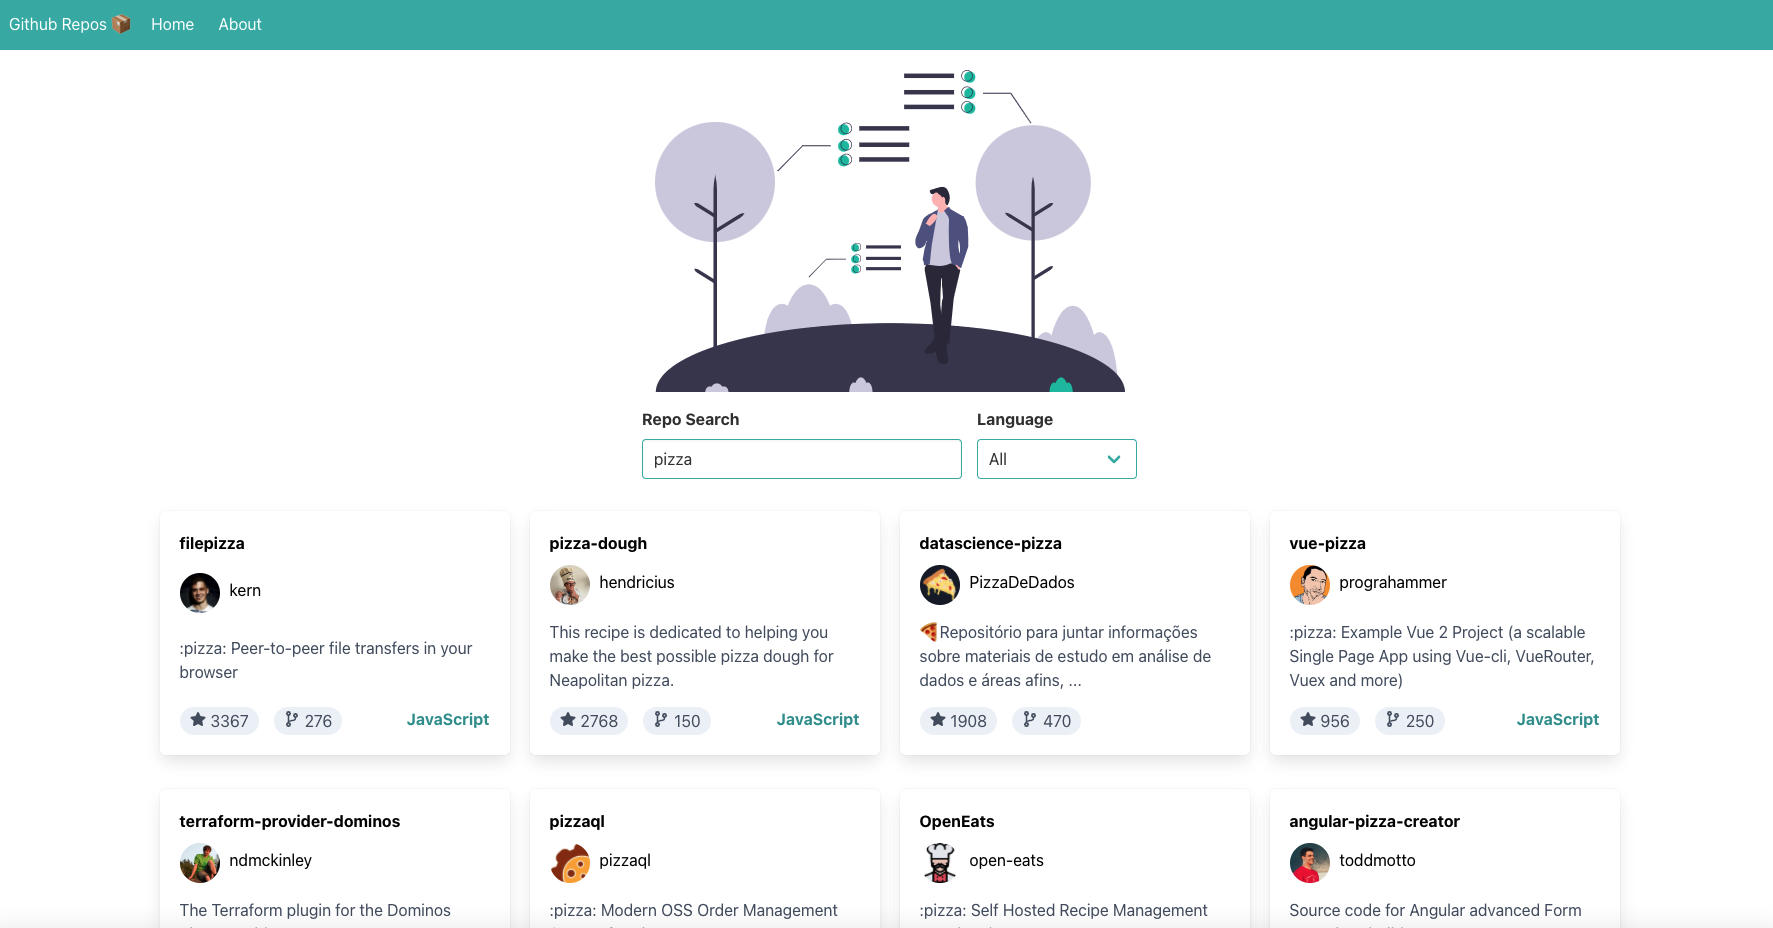 Github Repos 📦 Home About
Repo Search
Language
pizza
All
filepizza
kern
:pizza: Peer-to-peer file transfers in your
browser
3367 276 JavaScript
pizza-dough
hendricius
This recipe is dedicated to helping you
make the best possible pizza dough for
Neapolitan pizza.
2768 150 JavaScript
datascience-pizza
PizzaDeDados
🍕Repositório para juntar informações
sobre materiais de estudo em análise de
dados e áreas afins, ...
1908 470
vue-pizza
prograhammer
:pizza: Example Vue 2 Project (a scalable
Single Page App using Vue-cli, VueRouter,
Vuex and more)
956 250 JavaScript
terraform-provider-dominos
ndmckinley
The Terraform plugin for the Dominos
pizzaql
pizzaql
:pizza: Modern OSS Order Management
OpenEats
open-eats
:pizza: Self Hosted Recipe Management
angular-pizza-creator
toddmotto
Source code for Angular advanced Form